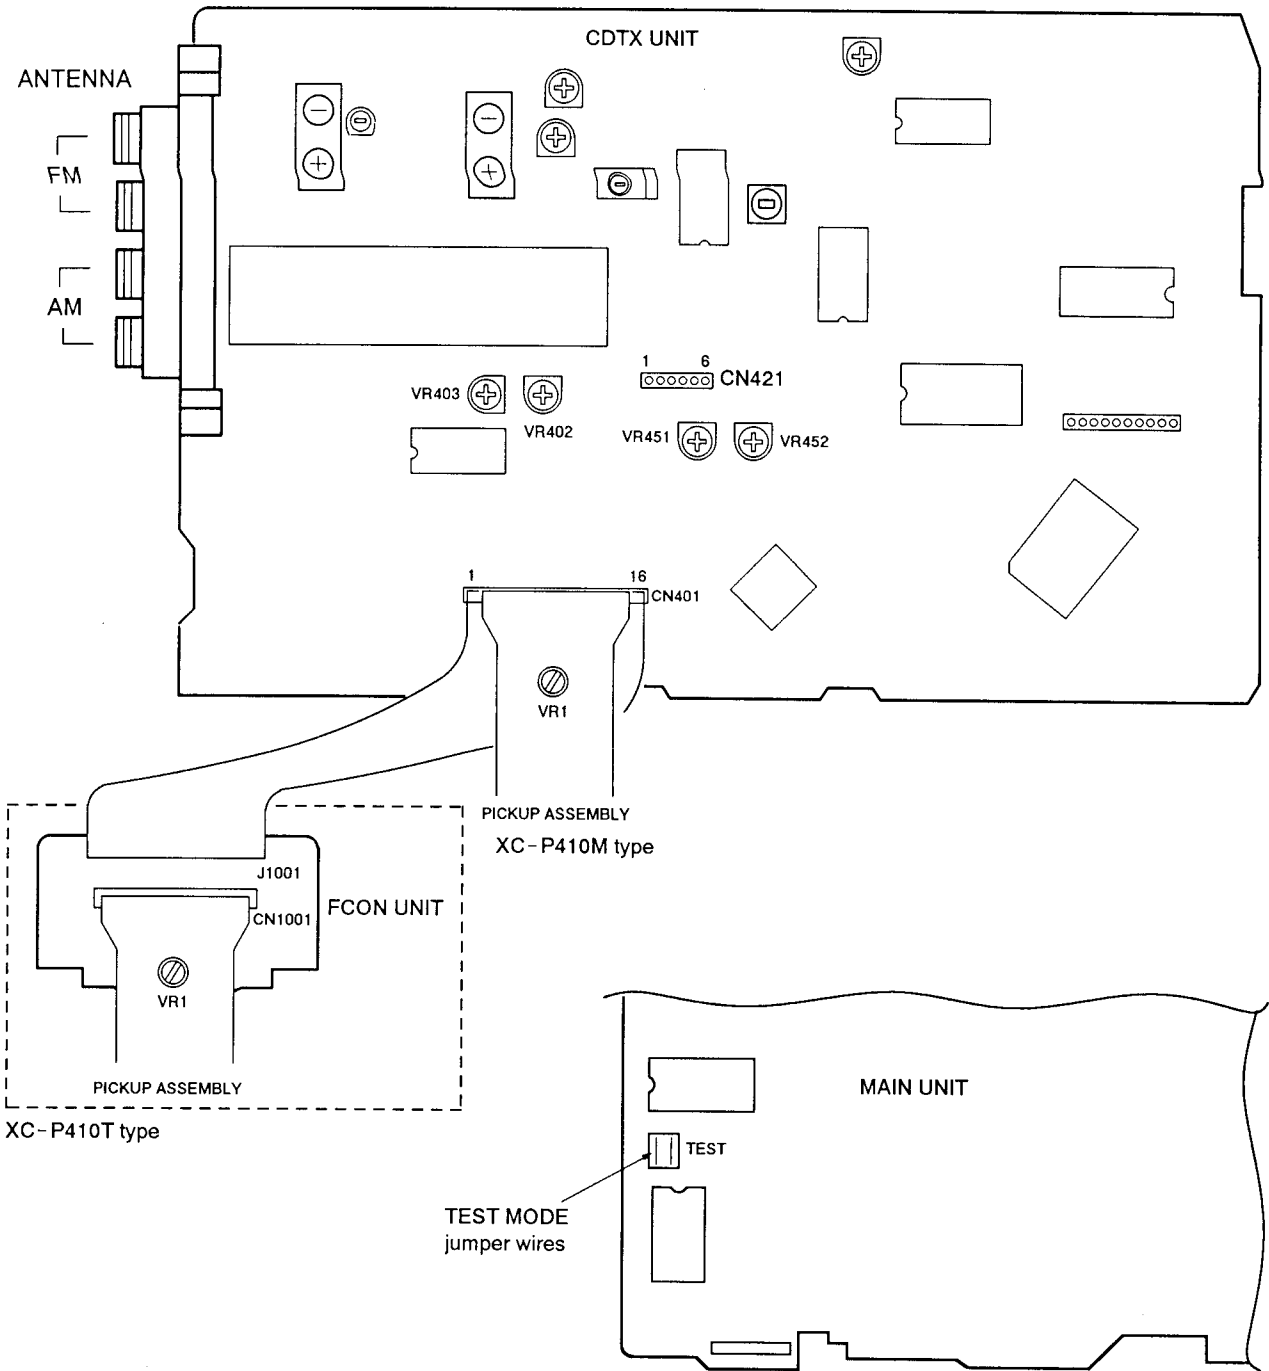 CDTX UNIT
ANTENNA
FM
AM
1 6
CN421
VR403
VR402
VR451
VR452
1 16
CN401
VR1
PICKUP ASSEMBLY
XC-P410M type
J1001
CN1001
FCON UNIT
VR1
PICKUP ASSEMBLY
XC-P410T type
MAIN UNIT
TEST
TEST MODE
jumper wires